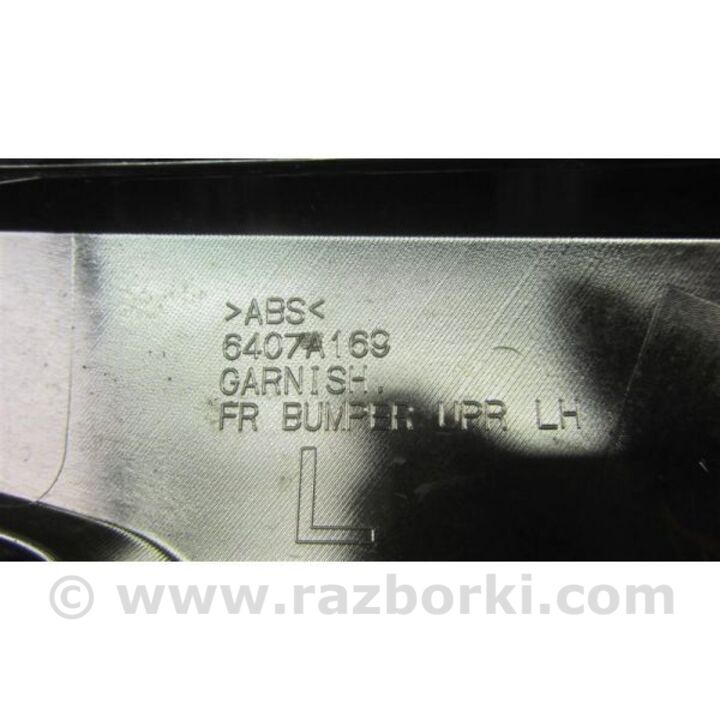 >ABS<
6407A169
GARNISH,
FR BUMPER UPR LH
L
© www.razborki.com